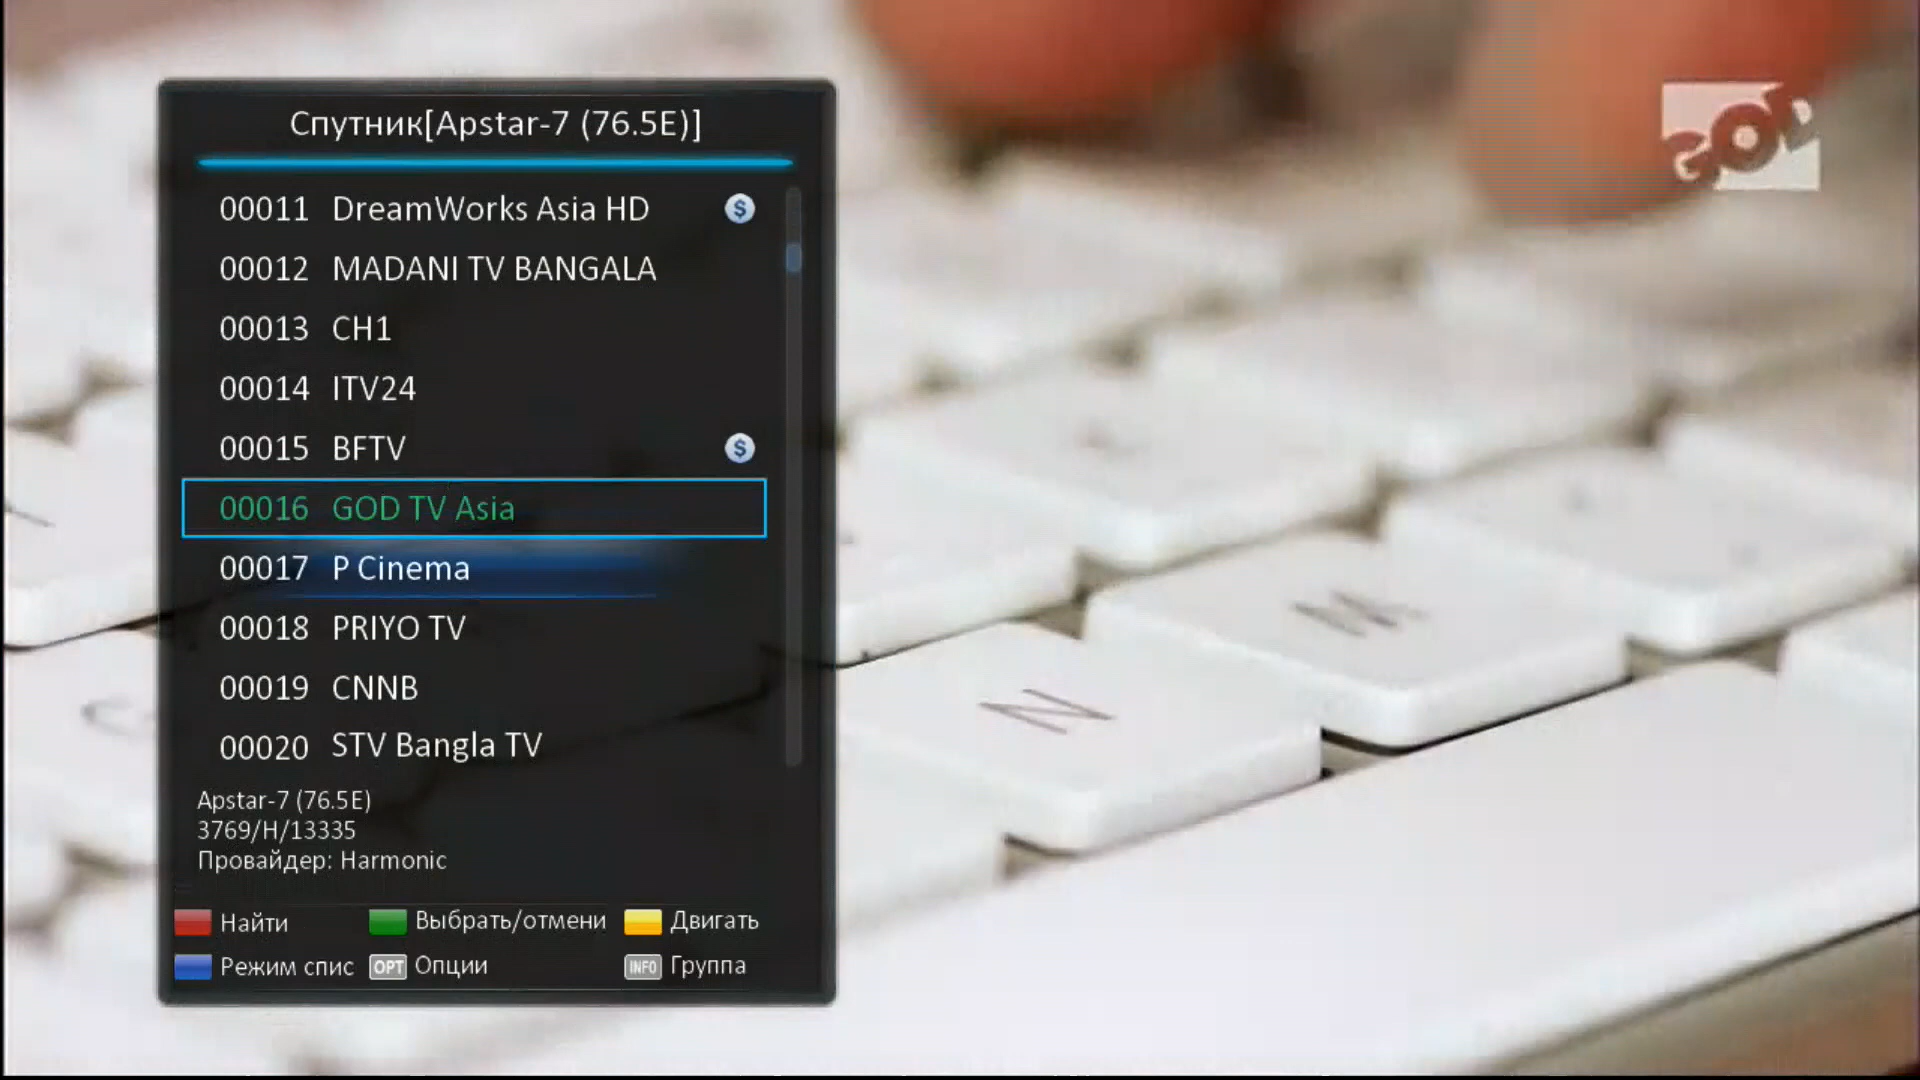 Спутник[Apstar-7 (76.5E)]
00011 DreamWorks Asia HD $
00012 MADANI TV BANGALA
00013 CH1
00014 ITV24
00015 BFTV $
00016 GOD TV Asia
00017 P Cinema
00018 PRIYO TV
00019 CNNB
00020 STV Bangla TV
Apstar-7 (76.5E)
3769/H/13335
Провайдер: Harmonic
Найти Выбрать/отмени Двигать
Режим спис OPT Опции INFO Группа
GOD
M
N